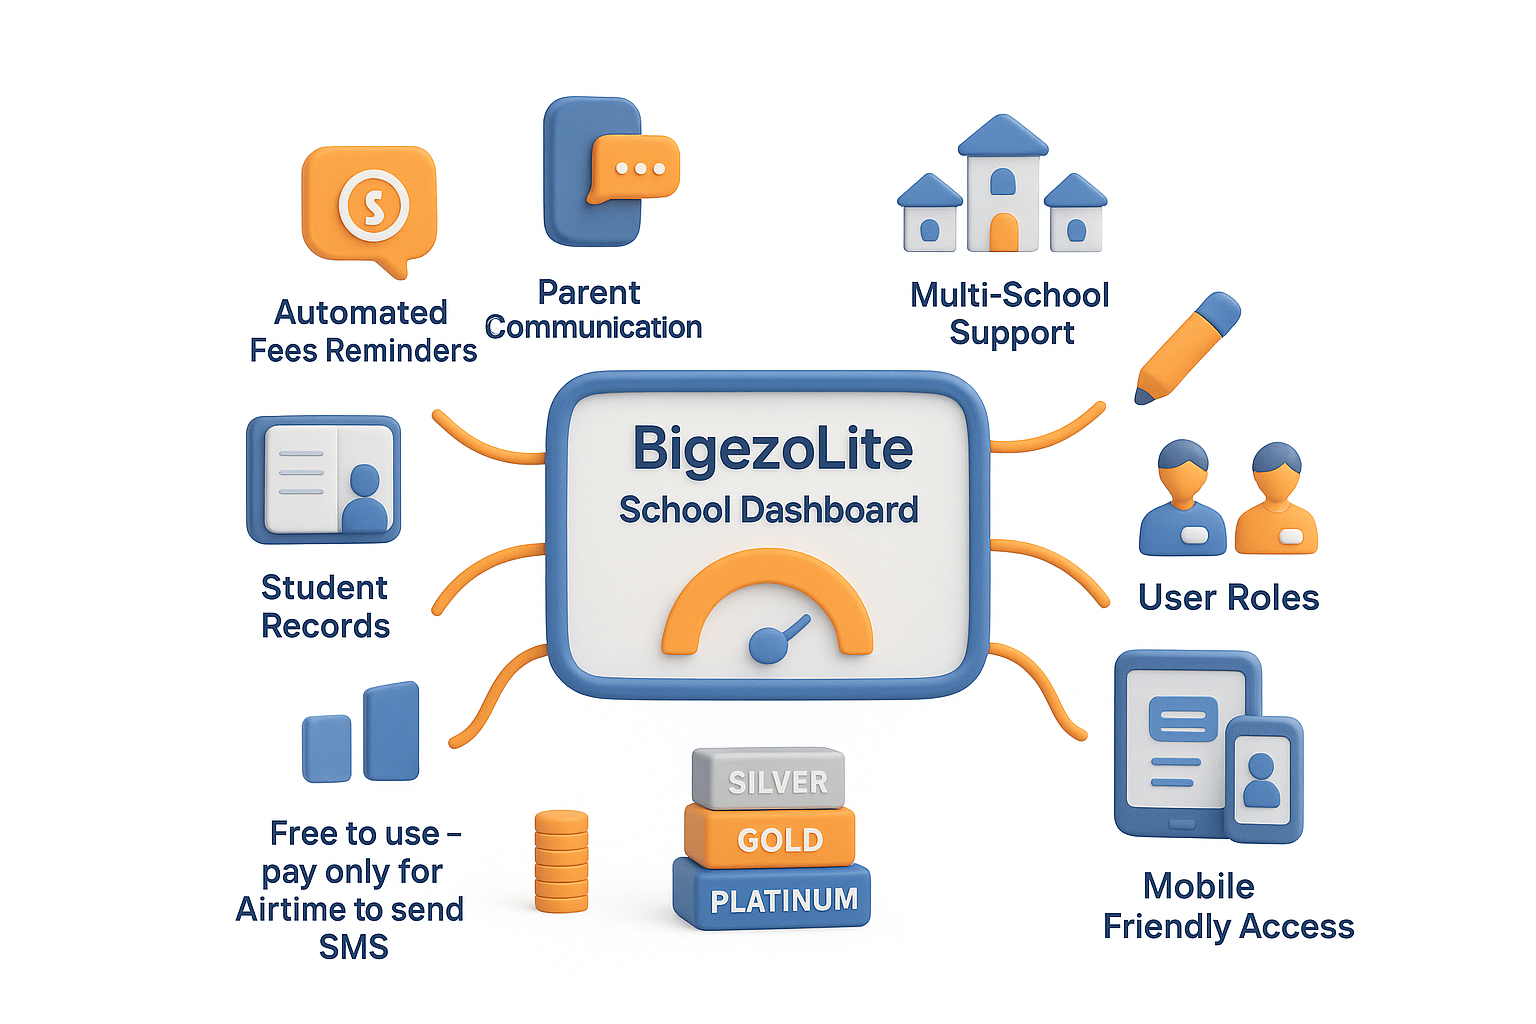 S
Automated
Fees Reminders
Parent
Communication
Multi-School
Support
BigezoLite
School Dashboard
Student
Records
User Roles
Free to use –
pay only for
Airtime to send
SMS
SILVER
GOLD
PLATINUM
Mobile
Friendly Access